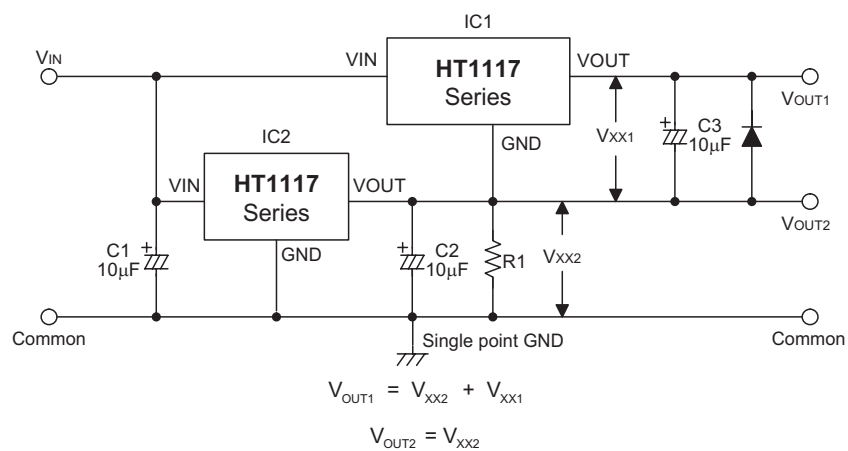 IC1
VIN
VIN
HT1117
Series
VOUT
VOUT1
GND
VXX1
C3
10μF
+
IC2
VIN
HT1117
Series
VOUT
GND
VOUT2
C1
10μF
+
C2
10μF
+
R1
VXX2
Common
Single point GND
Common
VOUT1 = VXX2 + VXX1
VOUT2 = VXX2